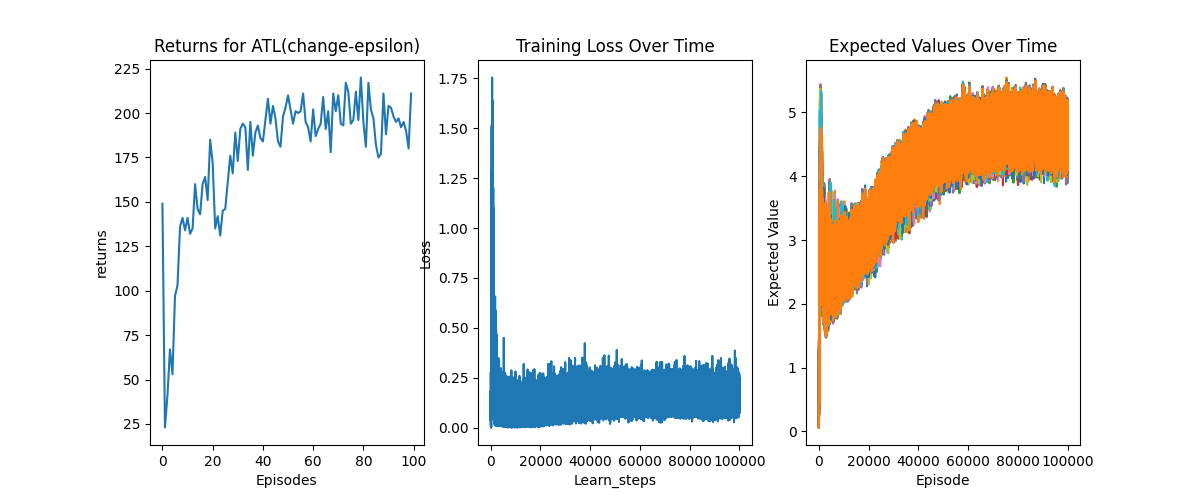 Returns for ATL(change-epsilon)
225
200
175
150
125
100
75
50
25
returns
0 20 40 60 80 100
Episodes
Training Loss Over Time
1.75
1.50
1.25
1.00
0.75
0.50
0.25
0.00
Loss
0 20000 40000 60000 80000 100000
Learn_steps
Expected Values Over Time
5
4
3
2
1
0
Expected Value
0 20000 40000 60000 80000 100000
Episode